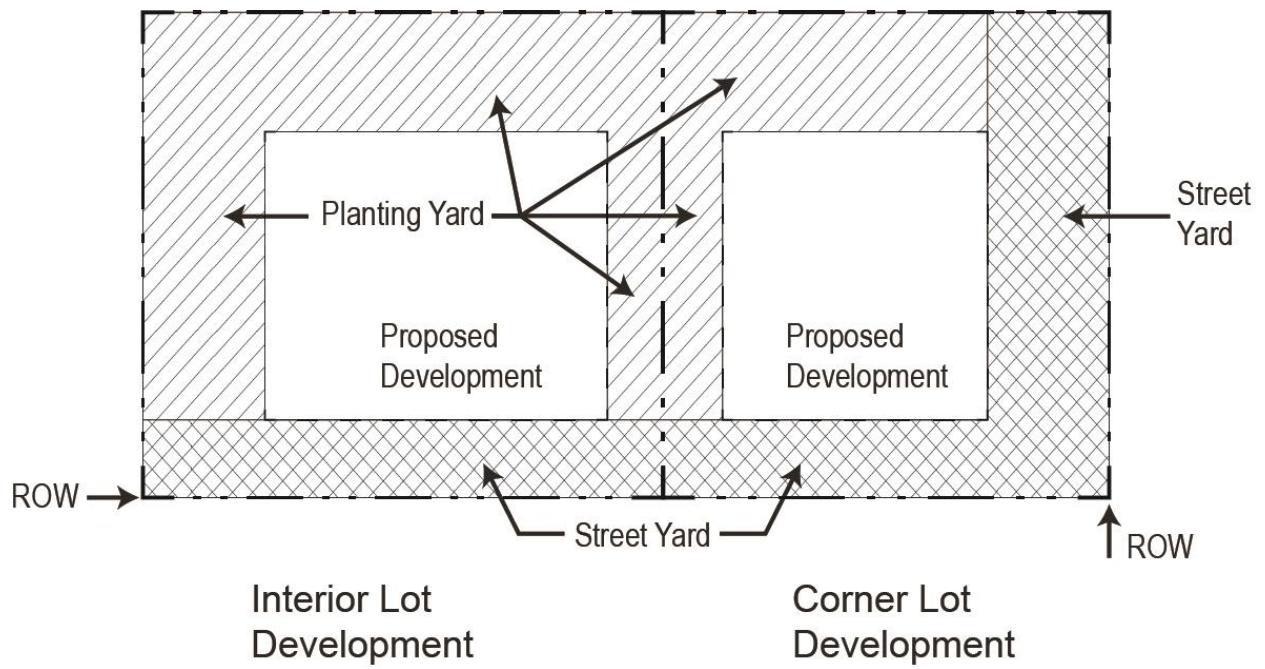 Planting Yard
Street
Yard
Proposed
Development
Proposed
Development
ROW
Street Yard
ROW
Interior Lot
Development
Corner Lot
Development